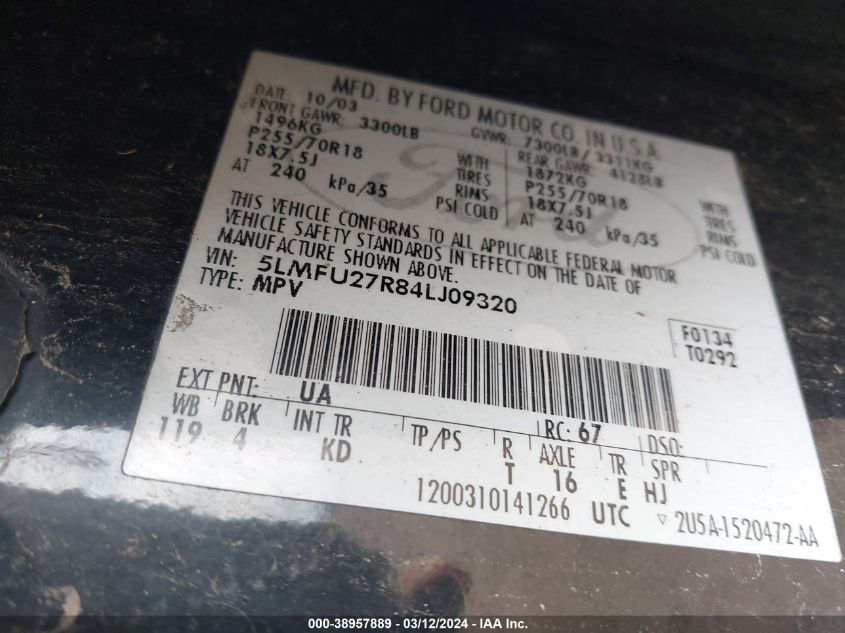 MFD. BY FORD MOTOR CO. IN U.S.A.
DATE: 10/03 GVWR: 7300LB/ 3311KG
FRONT GAWR: 3300LB REAR GAWR: 4128LB
1496KG WITH 1872KG WITH
P255/70R18 TIRES P255/70R18 TIRES
18X7.5J RIMS 18X7.5J RIMS
AT 240 kPa/35 PSI COLD AT 240 kPa/35 PSI COLD
THIS VEHICLE CONFORMS TO ALL APPLICABLE FEDERAL MOTOR
VEHICLE SAFETY STANDARDS IN EFFECT ON THE DATE OF
MANUFACTURE SHOWN ABOVE.
VIN: 5LMFU27R84LJ09320
TYPE: MPV
F0134
T0292
EXT PNT: UA RC: 67 DSO:
WB BRK INT TR TP/PS R AXLE TR SPR
119 4 KD T 16 E HJ
1200310141266 UTC ▽ 2U5A-1520472-AA
Ford
000-38957889 - 03/12/2024 - IAA Inc.